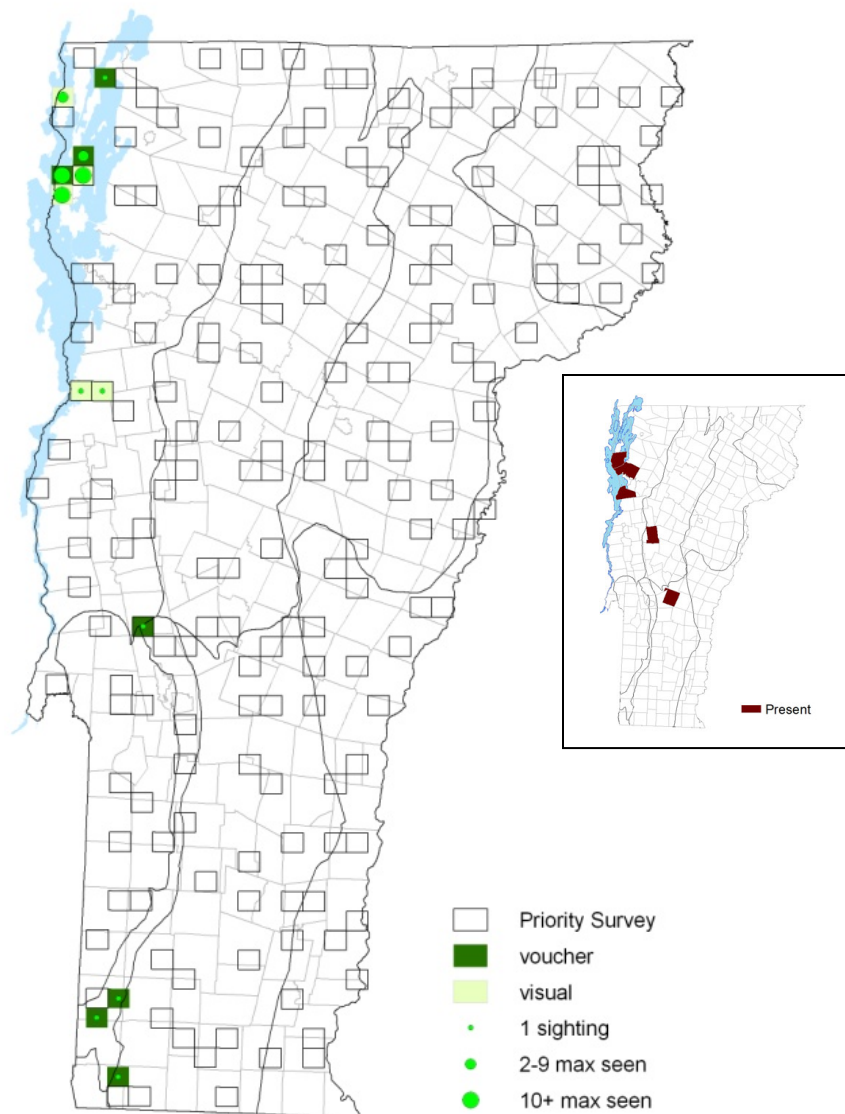 Present
Priority Survey
voucher
visual
1 sighting
2-9 max seen
10+ max seen